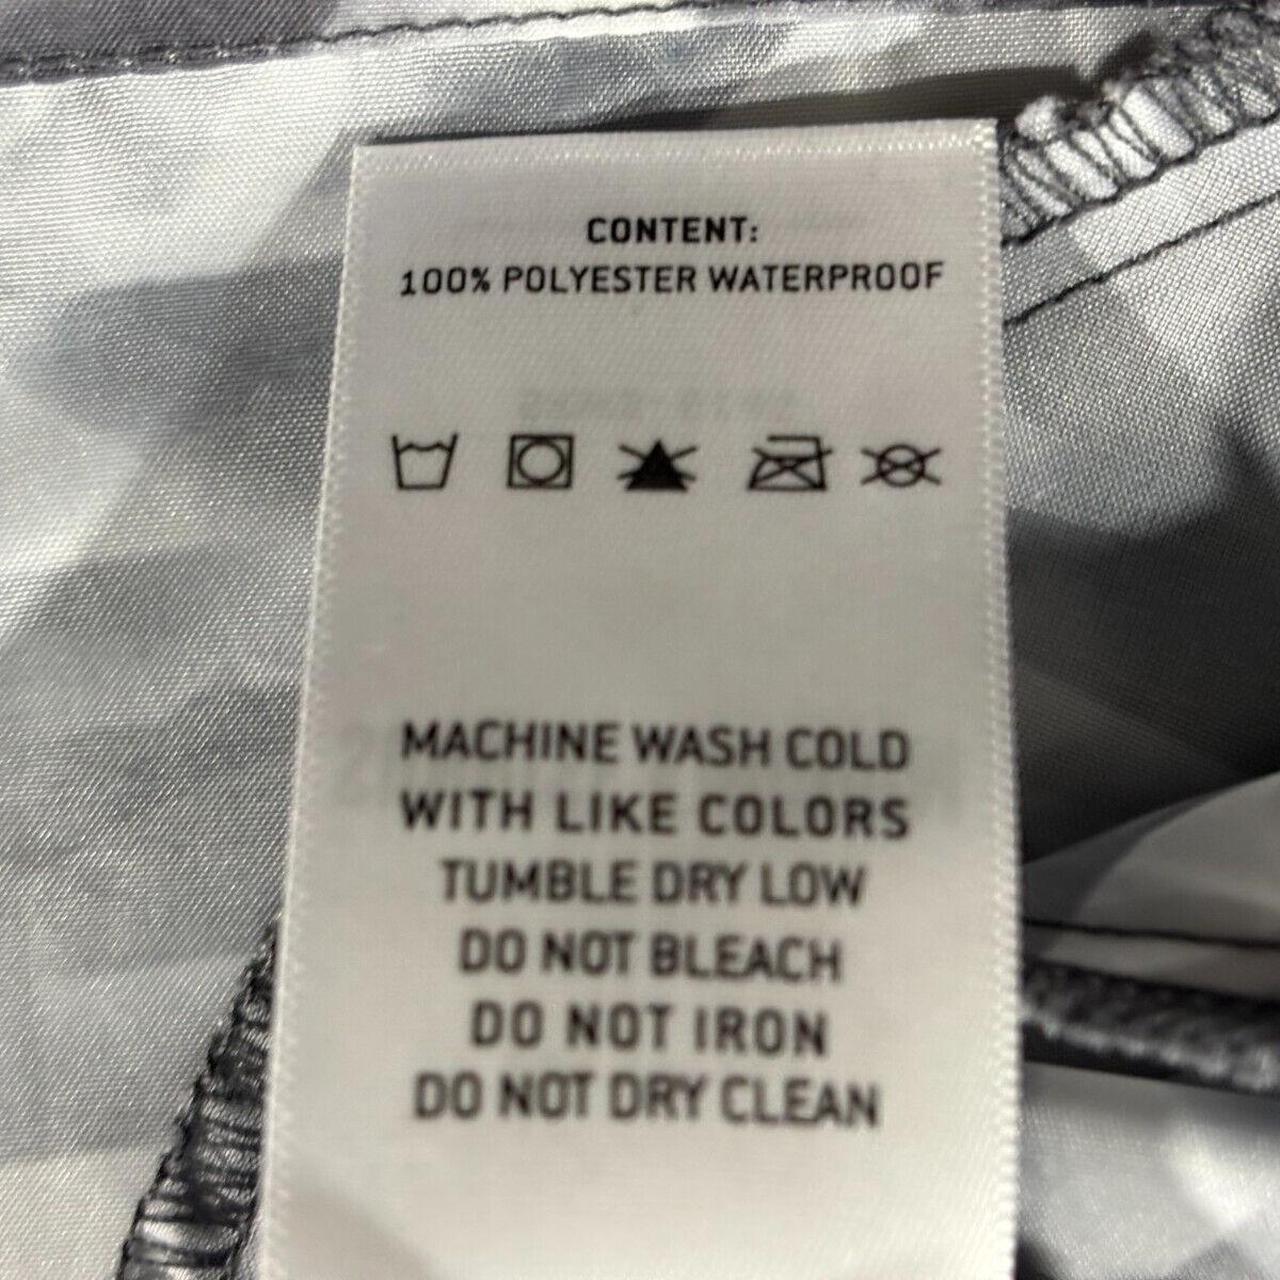 CONTENT:
100% POLYESTER WATERPROOF
MACHINE WASH COLD
WITH LIKE COLORS
TUMBLE DRY LOW
DO NOT BLEACH
DO NOT IRON
DO NOT DRY CLEAN